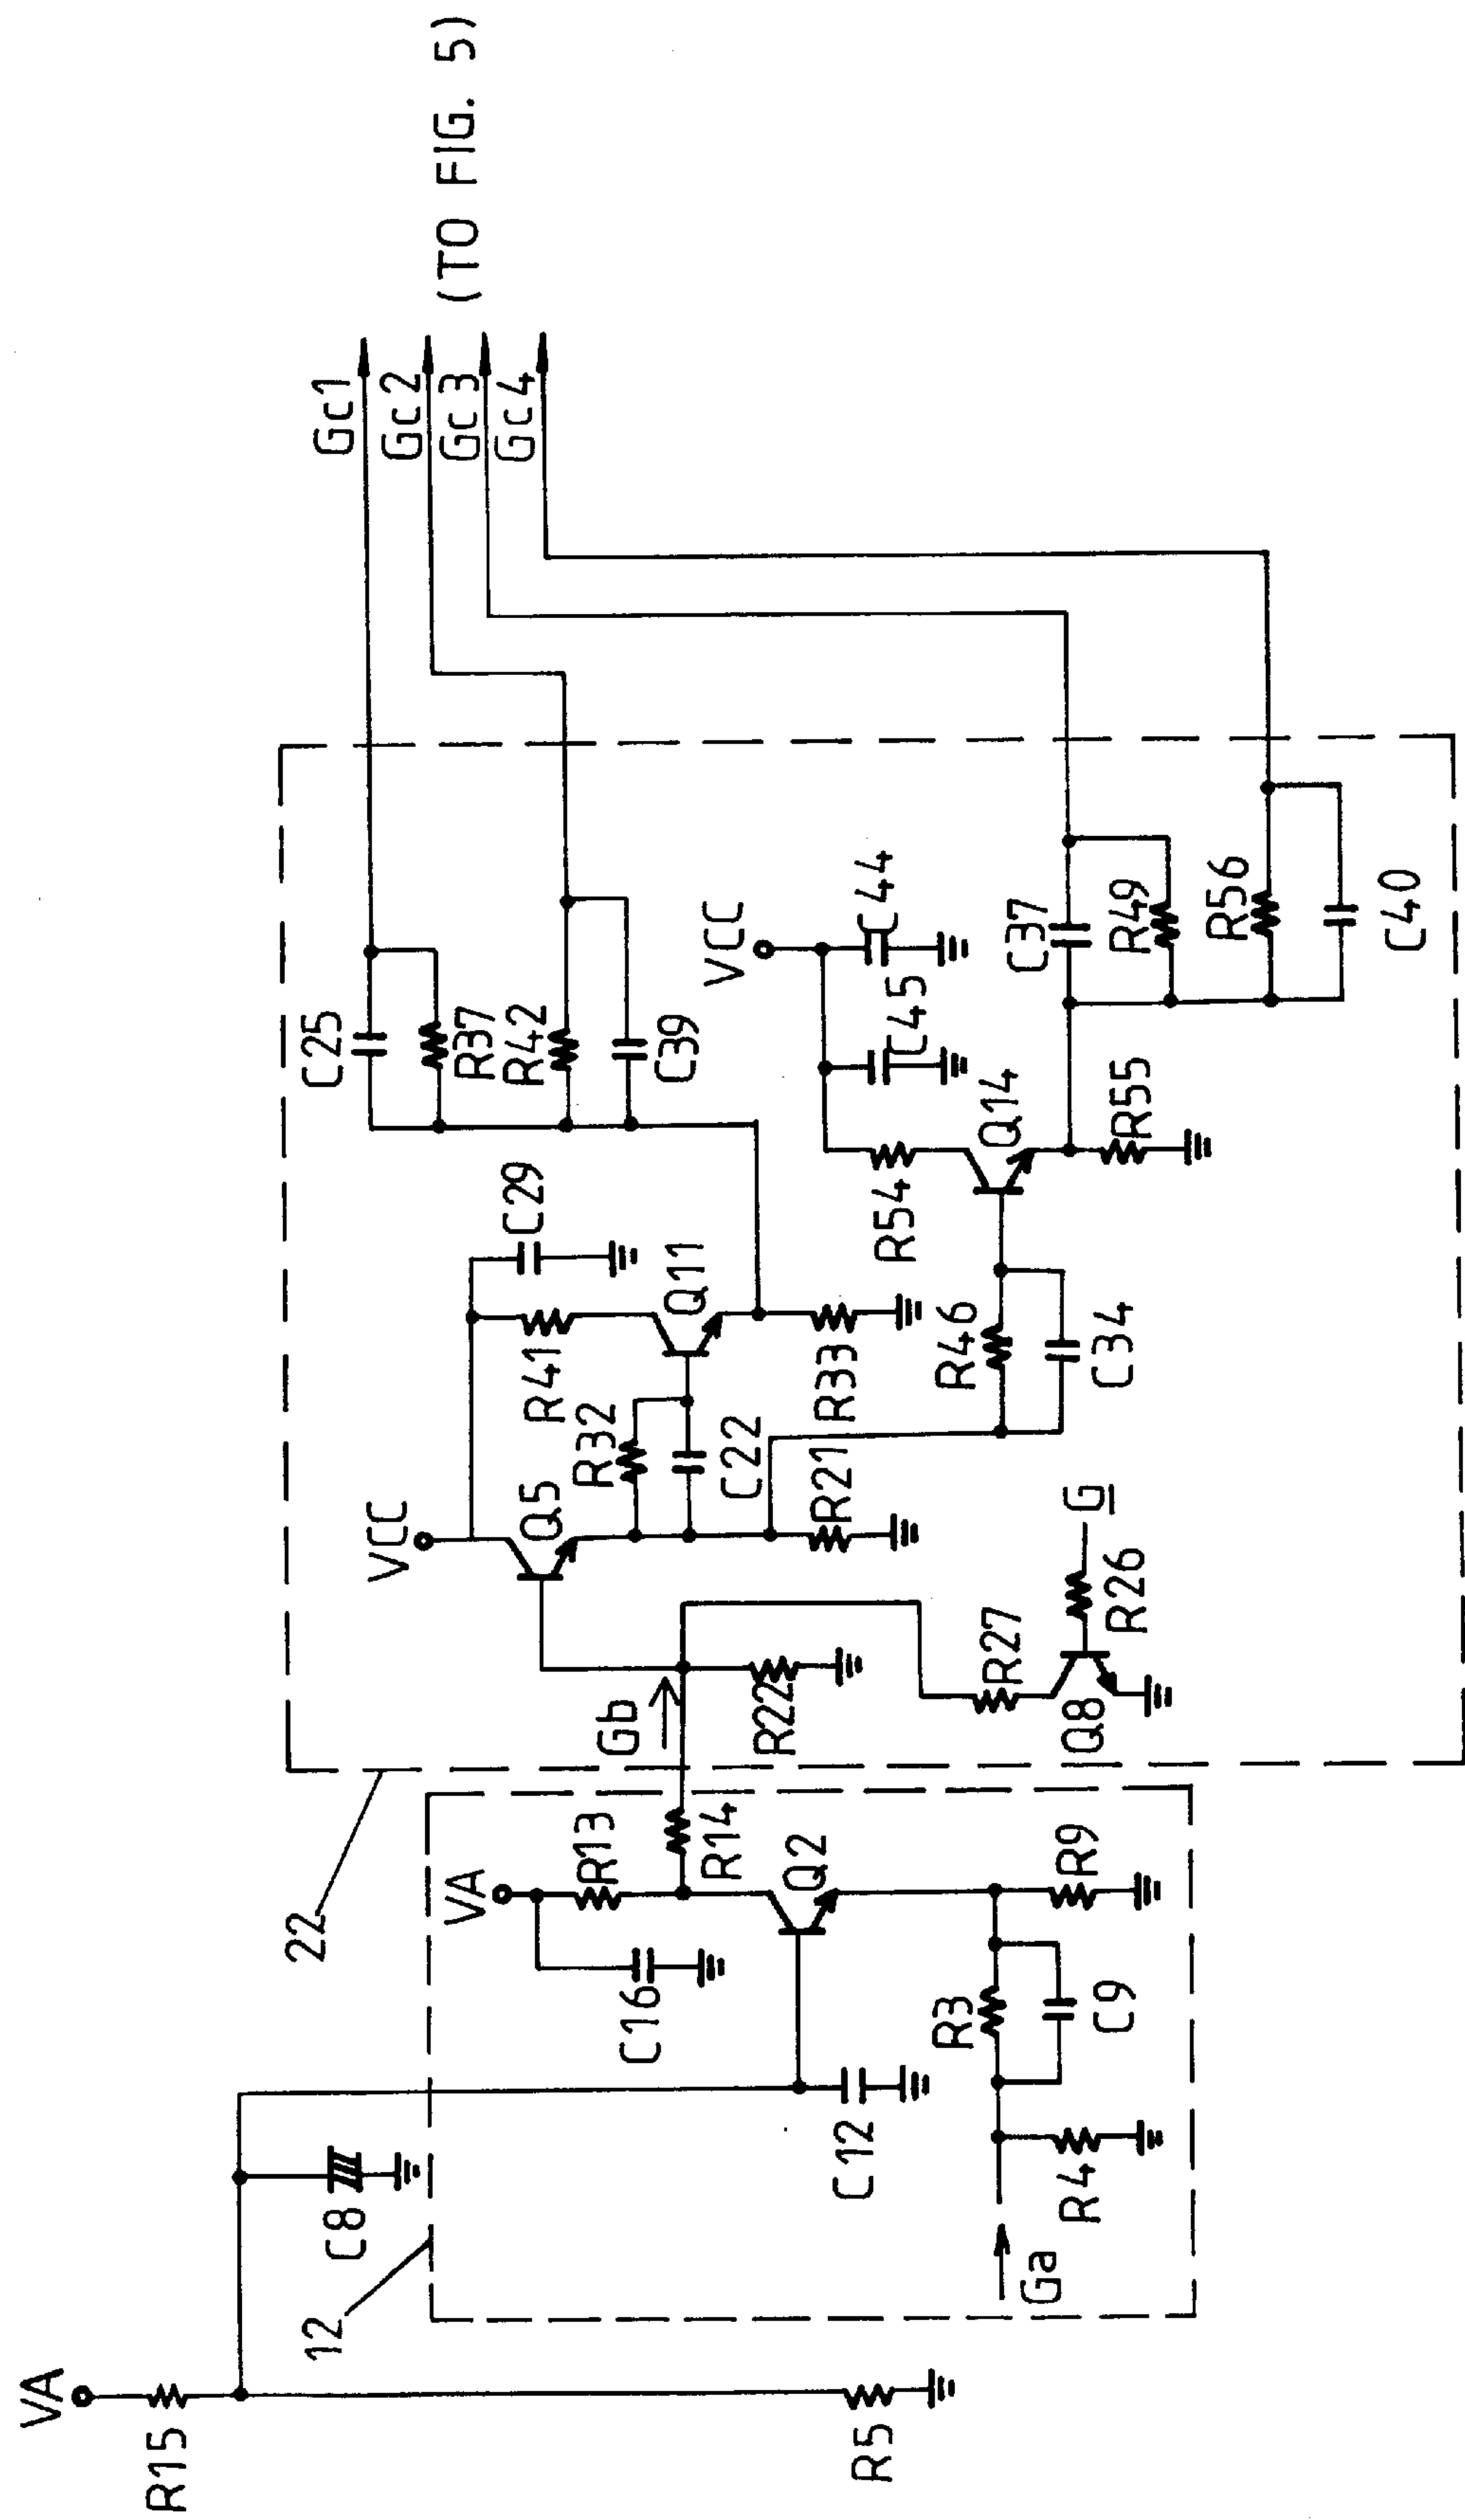 VA
R15
R5
C8
12
Ga
R4
R3
C9
C12
C16
VA
R13
R14
Q2
R9
22
Gb
R22
R27
Q8
R26
G
VCC
Q5
R32
C22
R21
R41
Q11
R33
C29
R46
C34
R54
Q14
R55
C25
R37
R42
C39
VCC
C45
C44
C37
R49
R56
C40
Gc1
Gc2
Gc3
Gc4
(TO FIG. 5)